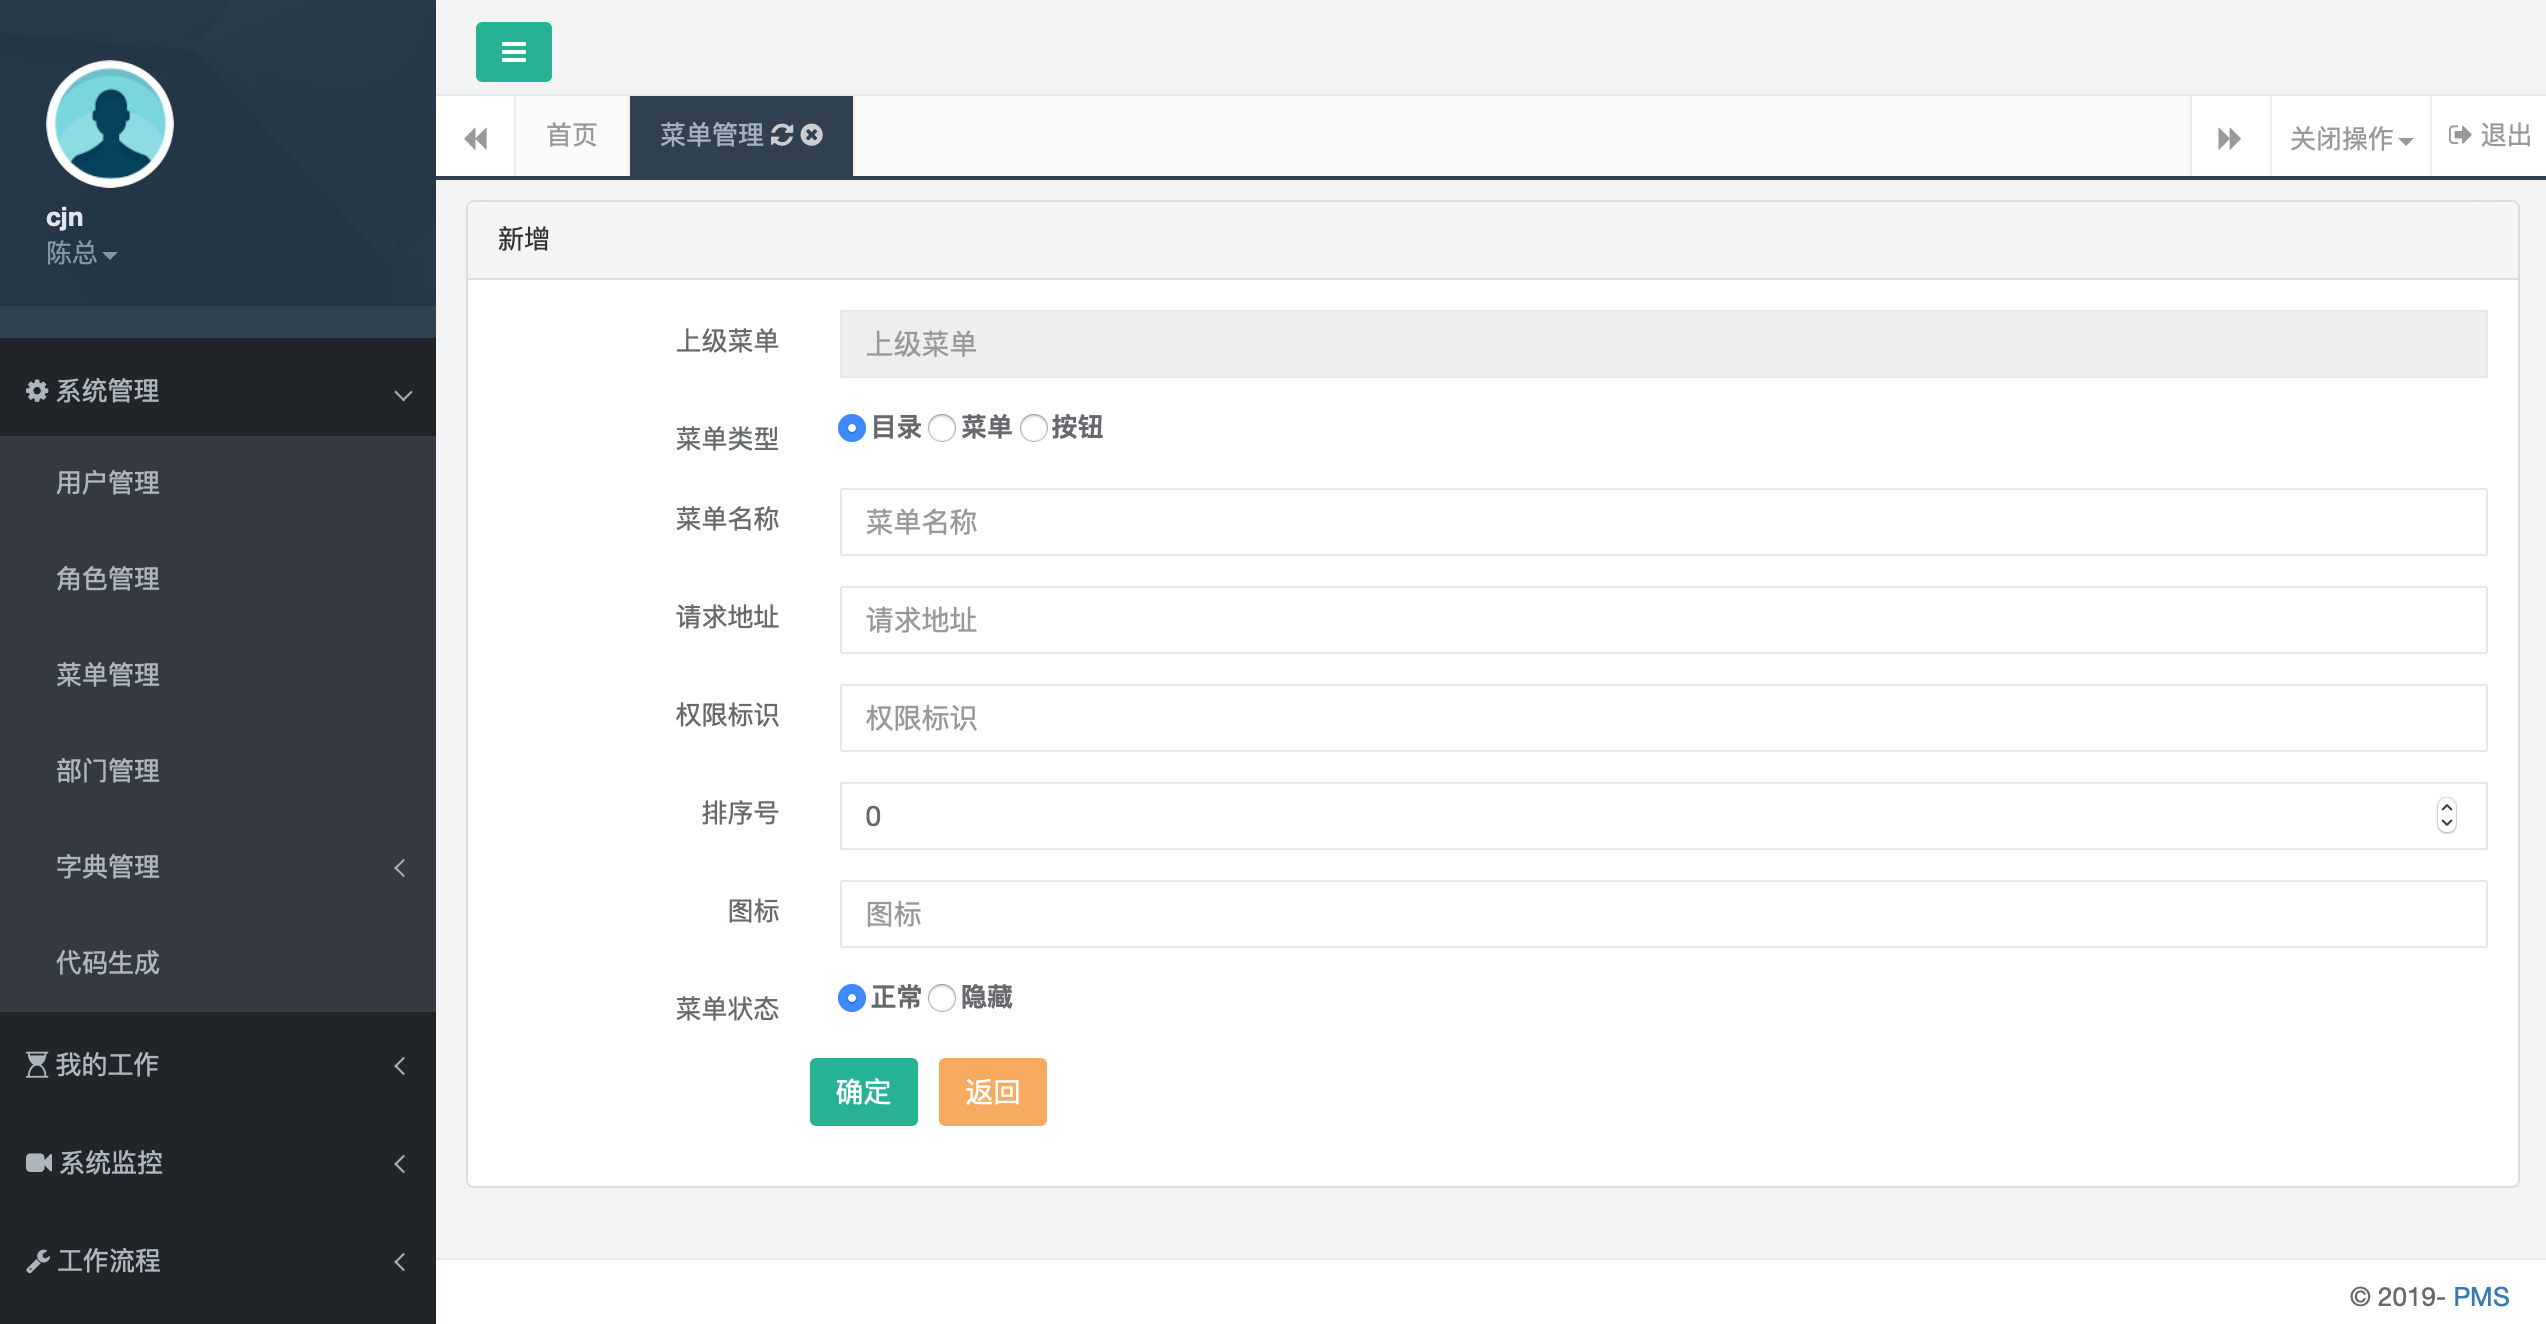 cjn
陈总
系统管理
用户管理
角色管理
菜单管理
部门管理
字典管理
代码生成
我的工作
系统监控
工作流程
首页
菜单管理
关闭操作
退出
新增
上级菜单 上级菜单
菜单类型 目录 菜单 按钮
菜单名称 菜单名称
请求地址 请求地址
权限标识 权限标识
排序号 0
图标 图标
菜单状态 正常 隐藏
确定 返回
© 2019- PMS